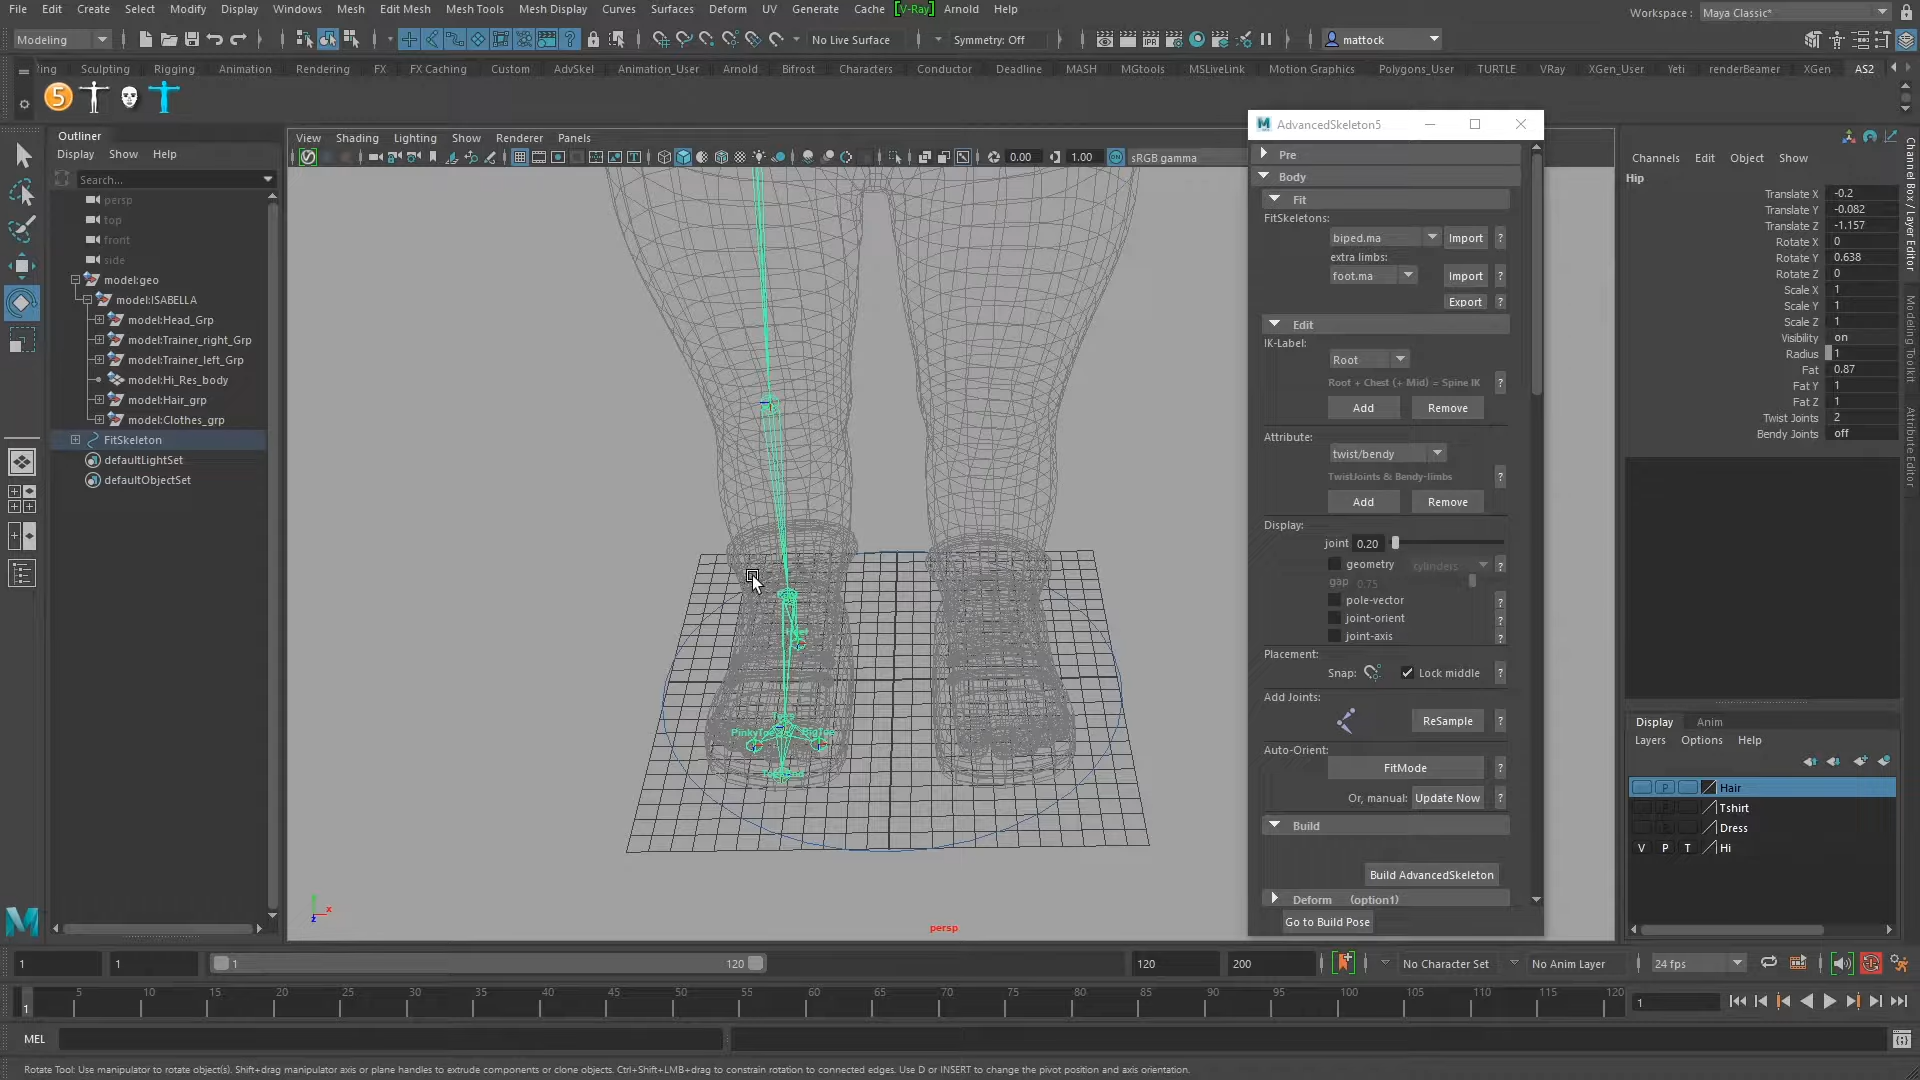 File Edit Create Select Modify Display Windows Mesh Edit Mesh Mesh Tools Mesh Display Curves Surfaces Deform UV Generate Cache [V-Ray] Arnold Help
Workspace : Maya Classic*
Modeling
No Live Surface
Symmetry: Off
mattock
ing Sculpting Rigging Animation Rendering FX FX Caching Custom AdvSkel Animation_User Arnold Bifrost Characters Conductor Deadline MASH MGtools MSLiveLink Motion Graphics Polygons_User TURTLE VRay XGen_User Yeti renderBeamer XGen AS2
5
Outliner
Display Show Help
Search...
persp
top
front
side
model:geo
model:ISABELLA
model:Head_Grp
model:Trainer_right_Grp
model:Trainer_left_Grp
model:Hi_Res_body
model:Hair_grp
model:Clothes_grp
FitSkeleton
defaultLightSet
defaultObjectSet
View Shading Lighting Show Renderer Panels
0.00
1.00
sRGB gamma
PinkyToe
BigToe
ToesEnd
persp
x
z
AdvancedSkeleton5
Pre
Body
Fit
FitSkeletons:
biped.ma
Import
?
extra limbs:
foot.ma
Import
?
Export
?
Edit
IK-Label:
Root
Root + Chest (+ Mid) = Spine IK
?
Add
Remove
Attribute:
twist/bendy
TwistJoints & Bendy-limbs
?
Add
Remove
Display:
joint 0.20
geometry
cylinders
?
gap 0.75
pole-vector
?
joint-orient
?
joint-axis
?
Placement:
Snap:
Lock middle
?
Add Joints:
ReSample
?
Auto-Orient:
FitMode
?
Or, manual: Update Now
?
Build
Build AdvancedSkeleton
Deform (option1)
Go to Build Pose
Channels Edit Object Show
Hip
Translate X -0.2
Translate Y -0.082
Translate Z -1.157
Rotate X 0
Rotate Y 0.638
Rotate Z 0
Scale X 1
Scale Y 1
Scale Z 1
Visibility on
Radius 1
Fat 0.87
Fat Y 1
Fat Z 1
Twist Joints 2
Bendy Joints off
Channel Box / Layer Editor
Modeling Toolkit
Attribute Editor
Display Anim
Layers Options Help
P
Hair
P
Tshirt
Dress
V P T Hi
1
1
1
120
120
200
No Character Set
No Anim Layer
24 fps
1
5 10 15 20 25 30 35 40 45 50 55 60 65 70 75 80 85 90 95 100 105 110 115 120
1
MEL
Rotate Tool: Use manipulator to rotate object(s). Shift+drag manipulator axis or plane handles to extrude components or clone objects. Ctrl+Shift+LMB+drag to constrain rotation to connected edges. Use D or INSERT to change the pivot position and axis orientation.